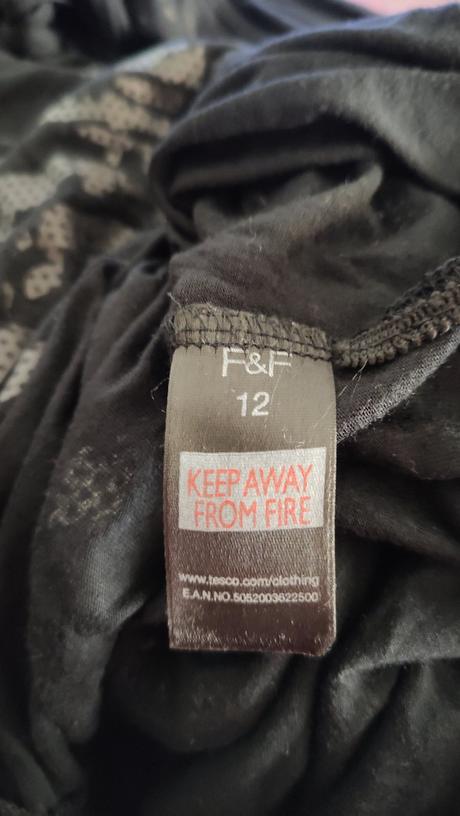 F&F
12
KEEP AWAY
FROM FIRE
www.tesco.com/clothing
E.A.N.NO.5052003622500